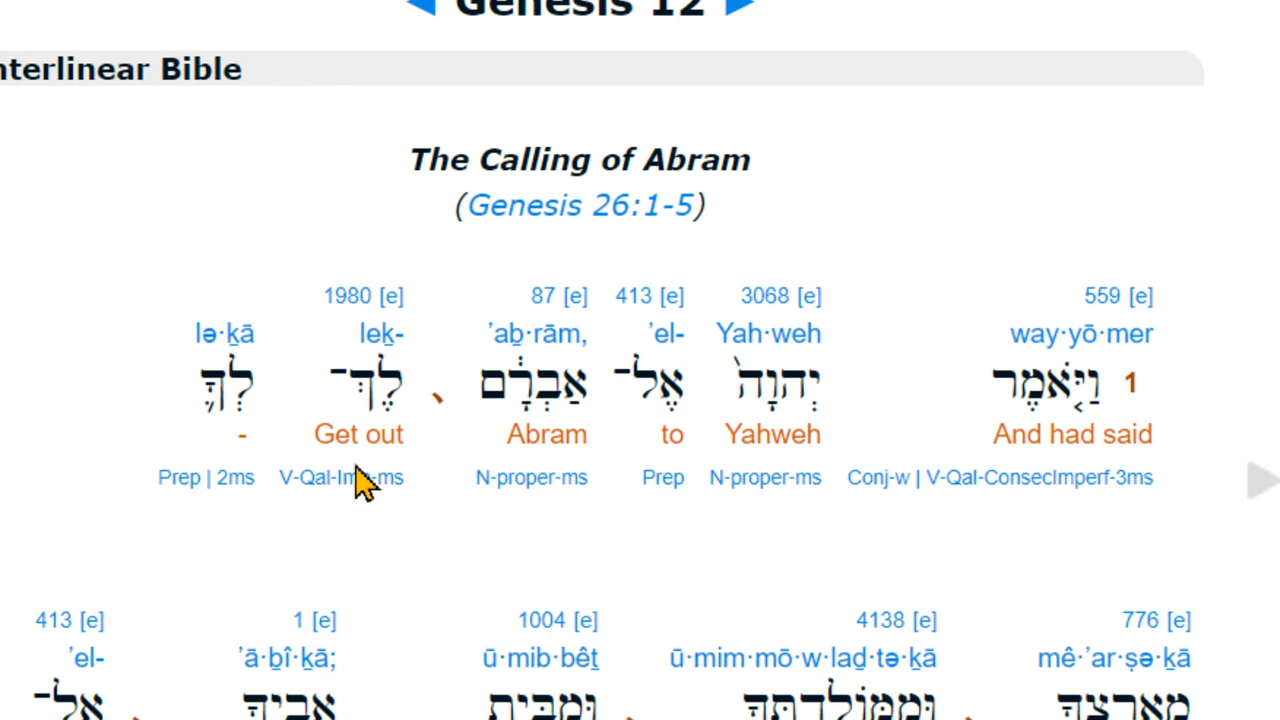 ◀ Genesis 12 ▶
nterlinear Bible
The Calling of Abram
(Genesis 26:1-5)
559 [e] 3068 [e] 413 [e] 87 [e] 1980 [e]
way·yō·mer Yah·weh ’el- ’aḇ·rām, leḵ- lə·ḵā
1 וַיֹּ֤אמֶר יְהוָה֙ אֶל־ אַבְרָ֔ם 、 לֶךְ־ לְךָ֛
And had said Yahweh to Abram Get out -
Conj-w | V-Qal-ConsecImperf-3ms N-proper-ms Prep N-proper-ms V-Qal-Imp-ms Prep | 2ms
776 [e] 4138 [e] 1004 [e] 1 [e] 413 [e]
mê·’ar·ṣə·ḵā ū·mim·mō·w·laḏ·tə·ḵā ū·mib·bêṯ ’ā·ḇî·ḵā; ’el-
מֵאַרְצְךָ וּמִמּוֹלַדְתְּךָ וּמִבֵּית אָבִיךָ אֶל־